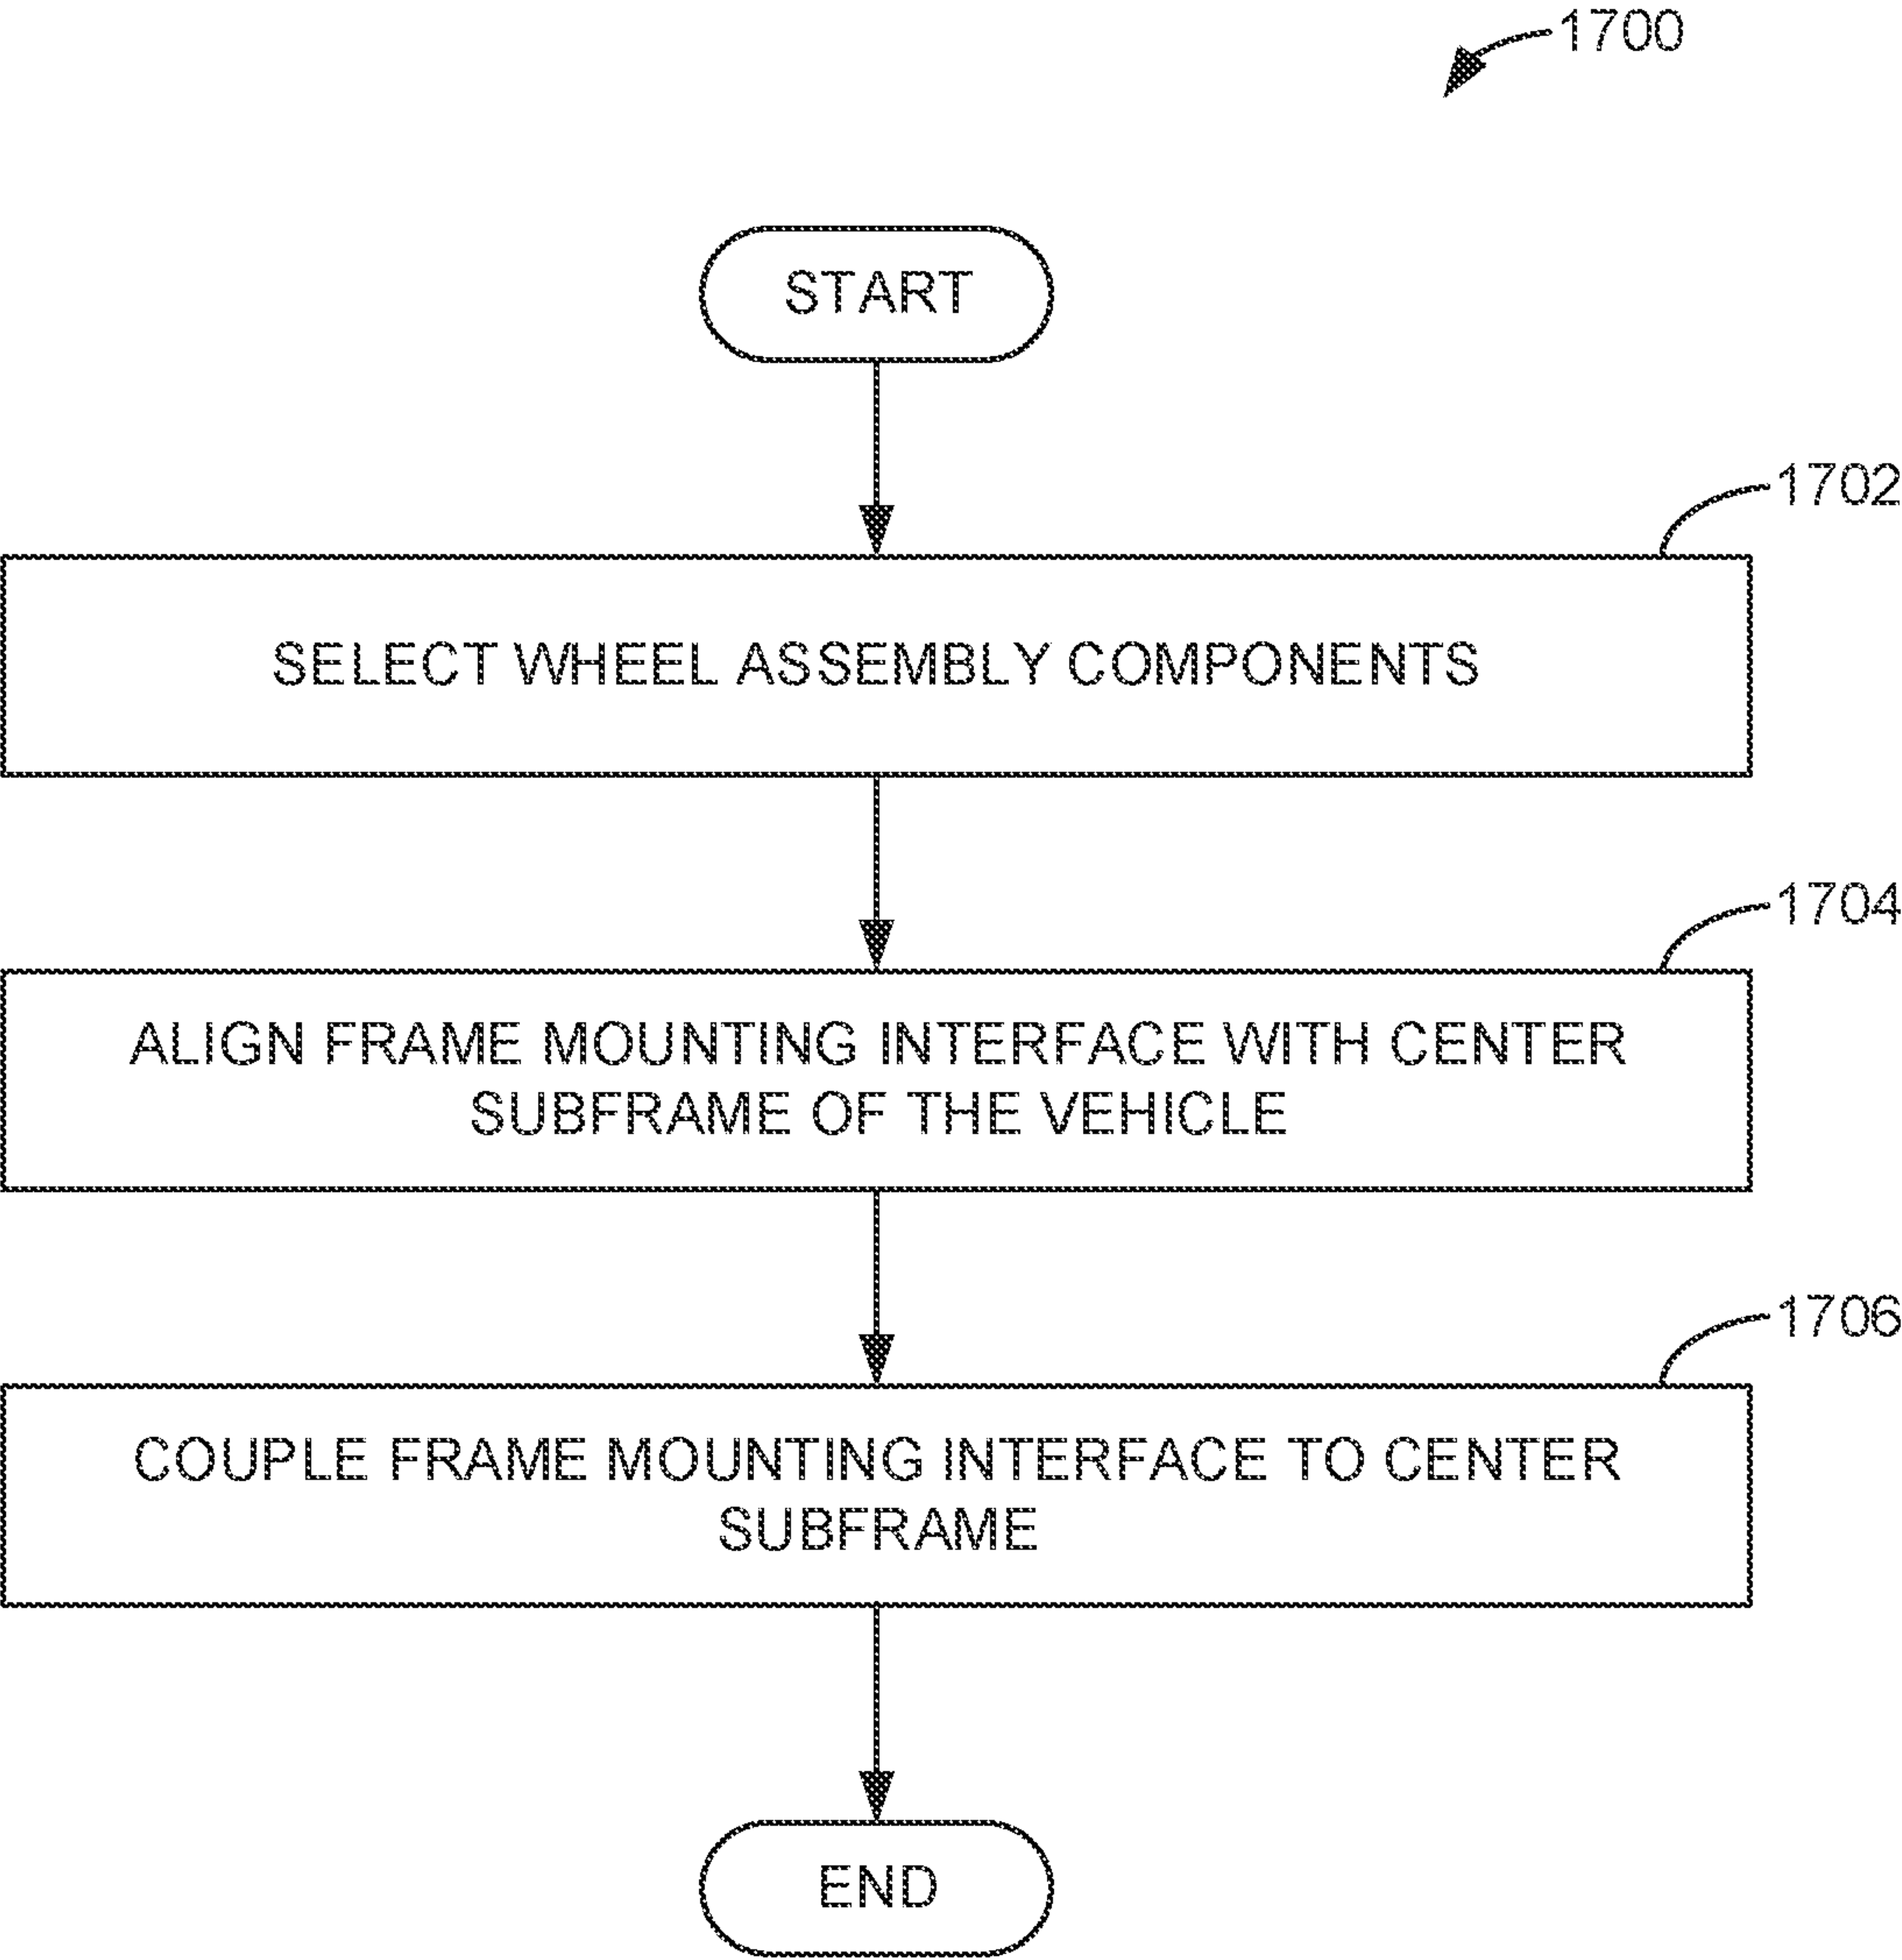 1700
START
1702
SELECT WHEEL ASSEMBLY COMPONENTS
1704
ALIGN FRAME MOUNTING INTERFACE WITH CENTER
SUBFRAME OF THE VEHICLE
1706
COUPLE FRAME MOUNTING INTERFACE TO CENTER
SUBFRAME
END